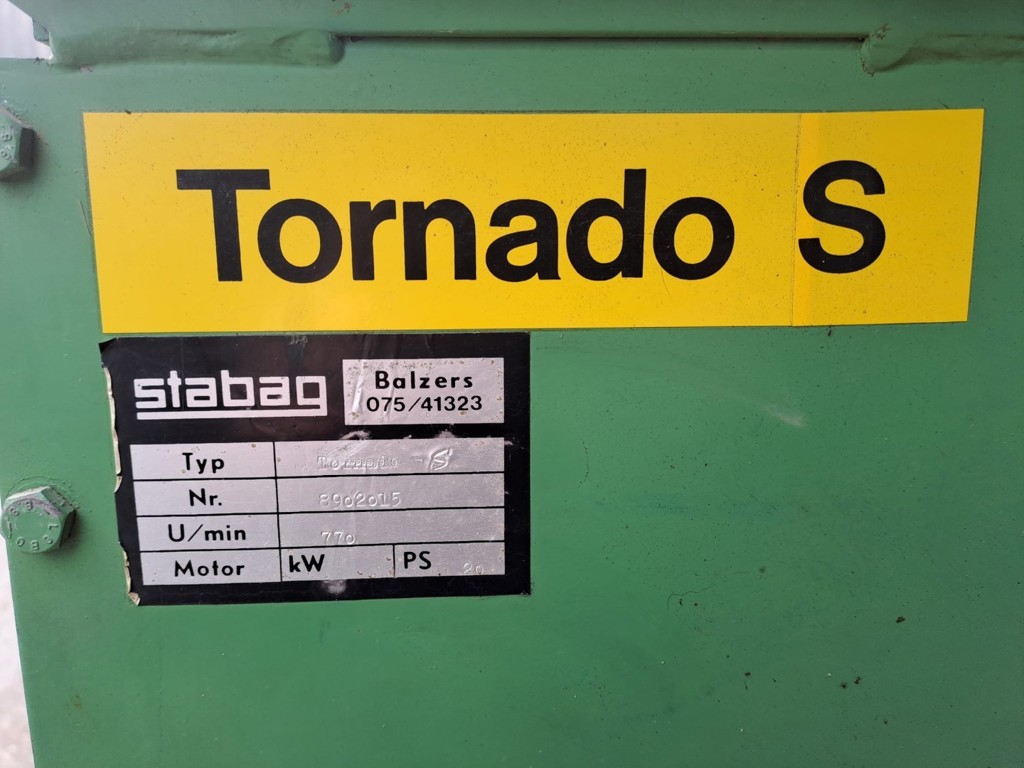 Tornado S
stabag
Balzers
075/41323
Typ Tornado -S
Nr. 8902015
U/min 770
Motor kW PS 20